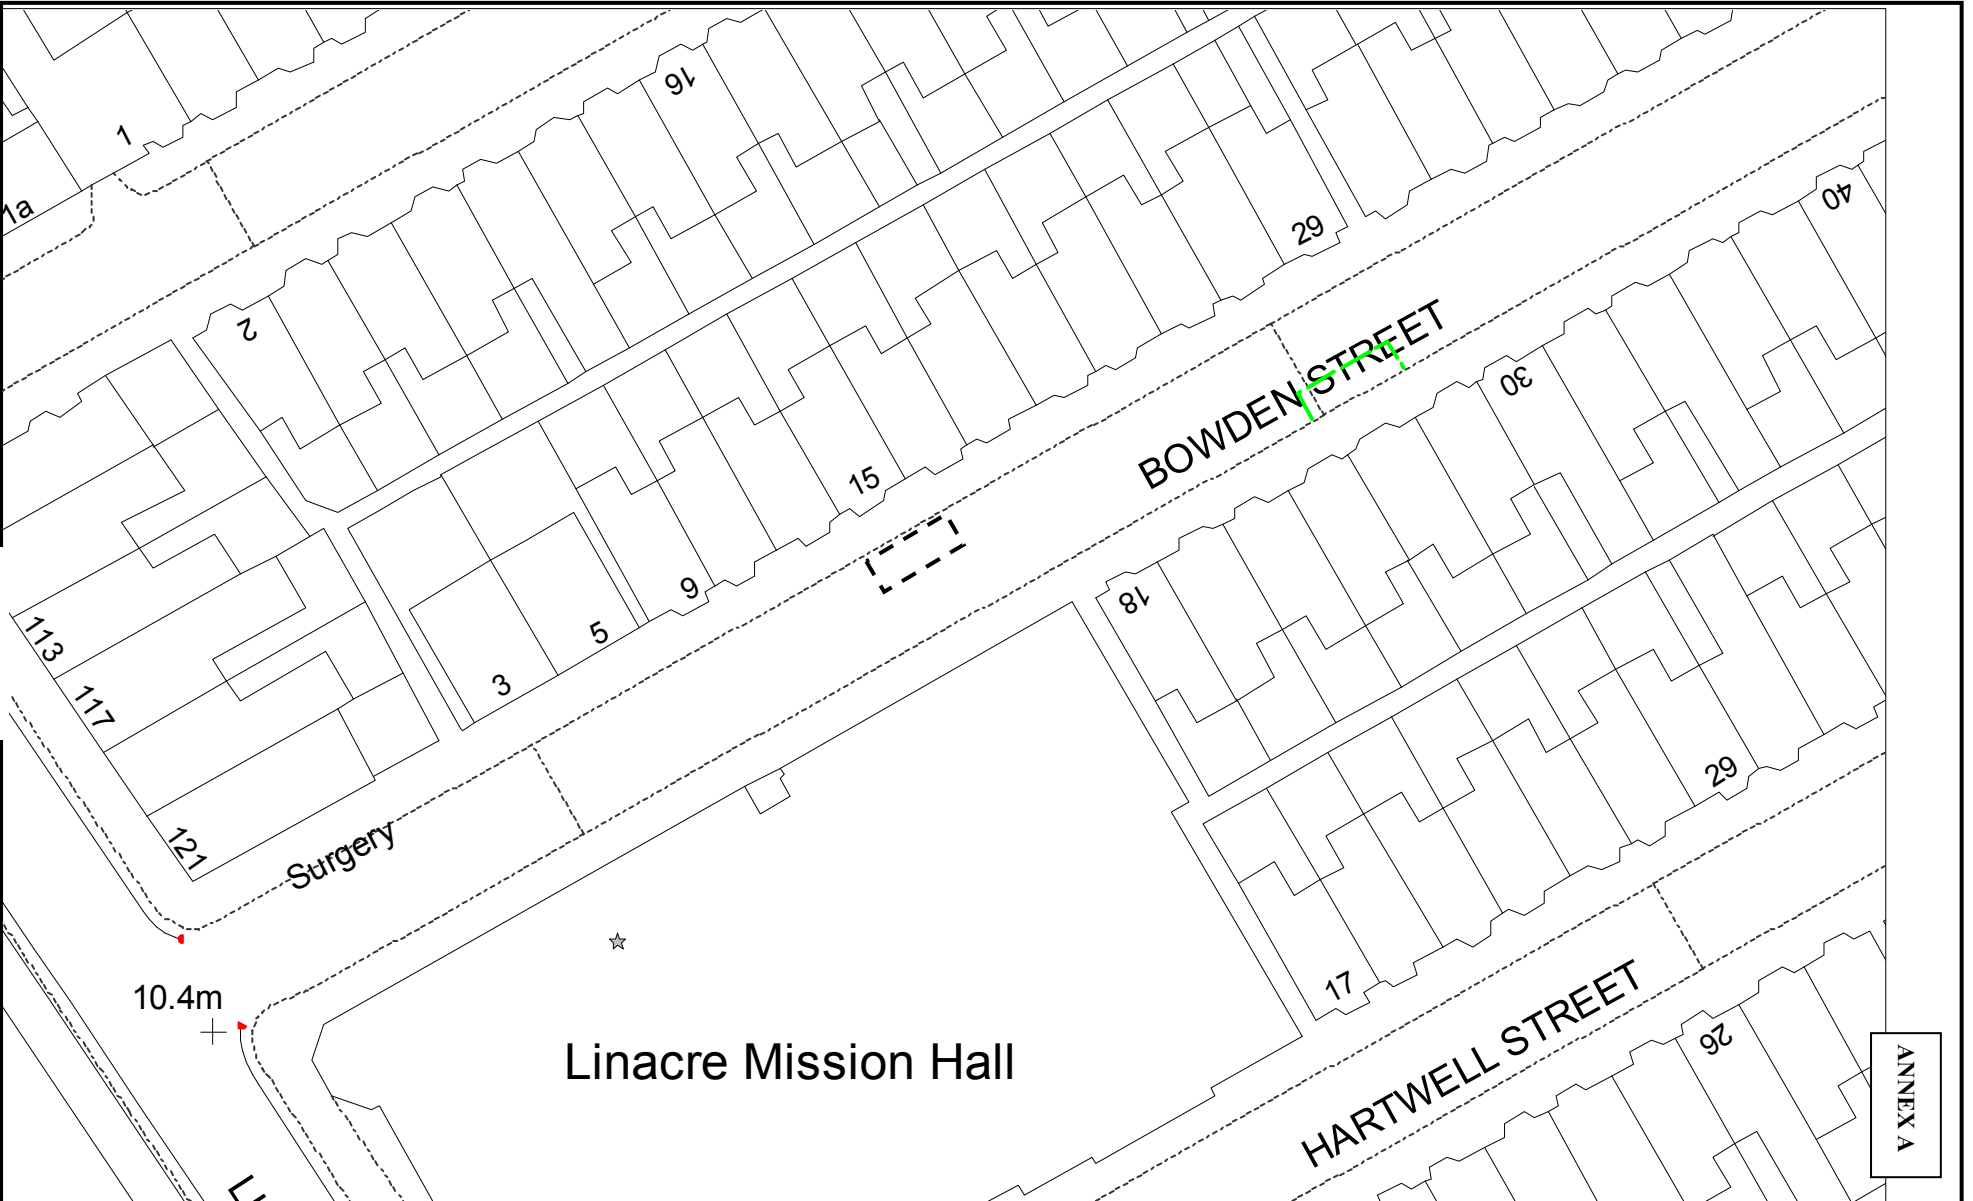 1
1a
2
16
29
40
30
18
15
9
5
3
113
117
121
BOWDEN STREET
Surgery
10.4m
Linacre Mission Hall
17
29
26
HARTWELL STREET
ANNEX A